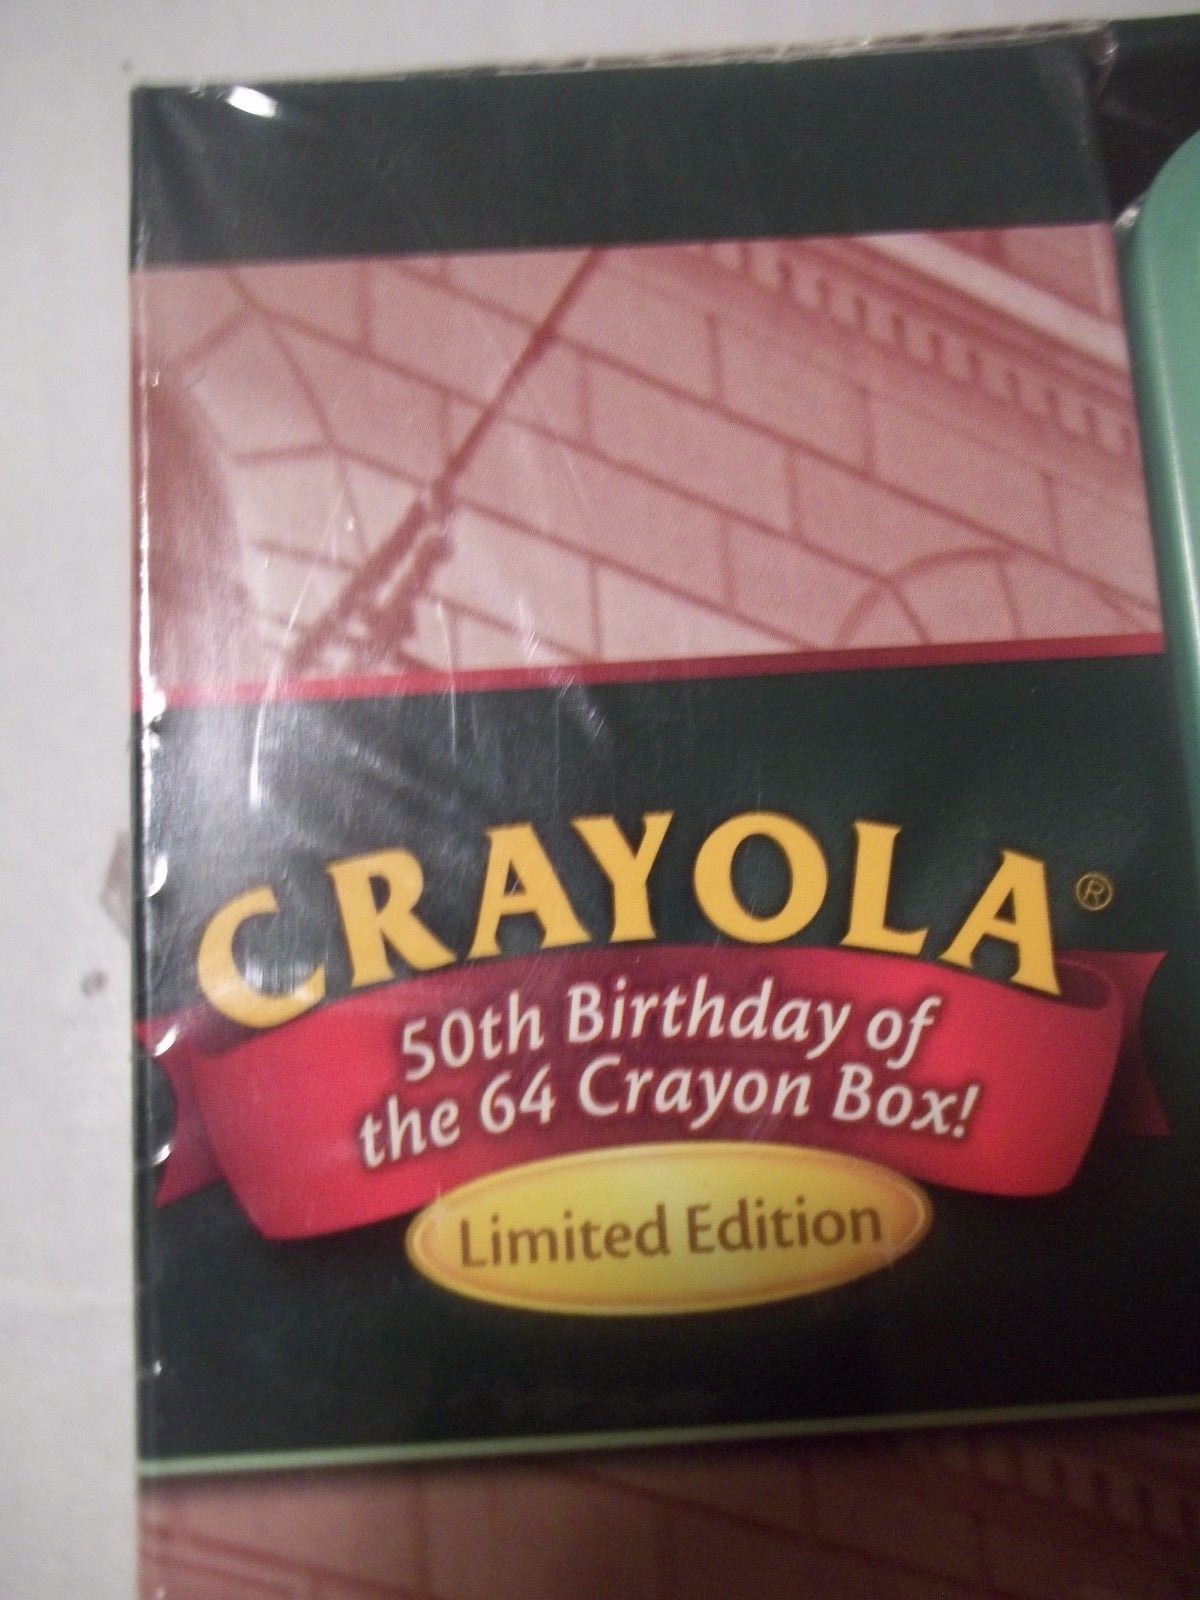 CRAYOLA®
50th Birthday of
the 64 Crayon Box!
Limited Edition